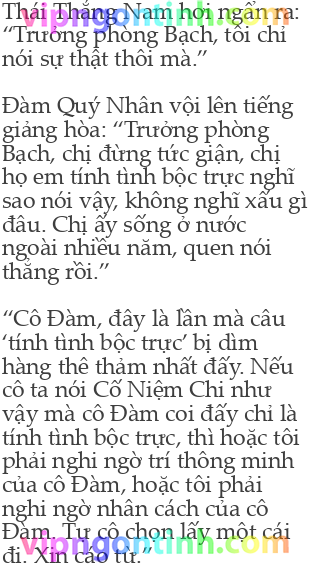 Thái Thắng Nam hơi ngẩn ra:
vipngontinh.com
“Trưởng phòng Bạch, tôi chỉ
nói sự thật thôi mà.”
Đàm Quý Nhân vội lên tiếng
giảng hòa: “Trưởng phòng
Bạch, chị đừng tức giận, chị
họ em tính tình bộc trực nghĩ
sao nói vậy, không nghĩ xấu gì
đâu. Chị ấy sống ở nước
ngoài nhiều năm, quen nói
thẳng rồi.”
“Cô Đàm, đây là lần mà câu
‘tính tình bộc trực’ bị dìm
hàng thê thảm nhất đấy. Nếu
cô ta nói Cố Niệm Chi như
vậy mà cô Đàm coi đấy chỉ là
tính tình bộc trực, thì hoặc tôi
phải nghi ngờ trí thông minh
của cô Đàm, hoặc tôi phải
nghi ngờ nhân cách của cô
Đàm. Tự cô chọn lấy một cái
đi. Xin cáo từ.”
vipngontinh.com